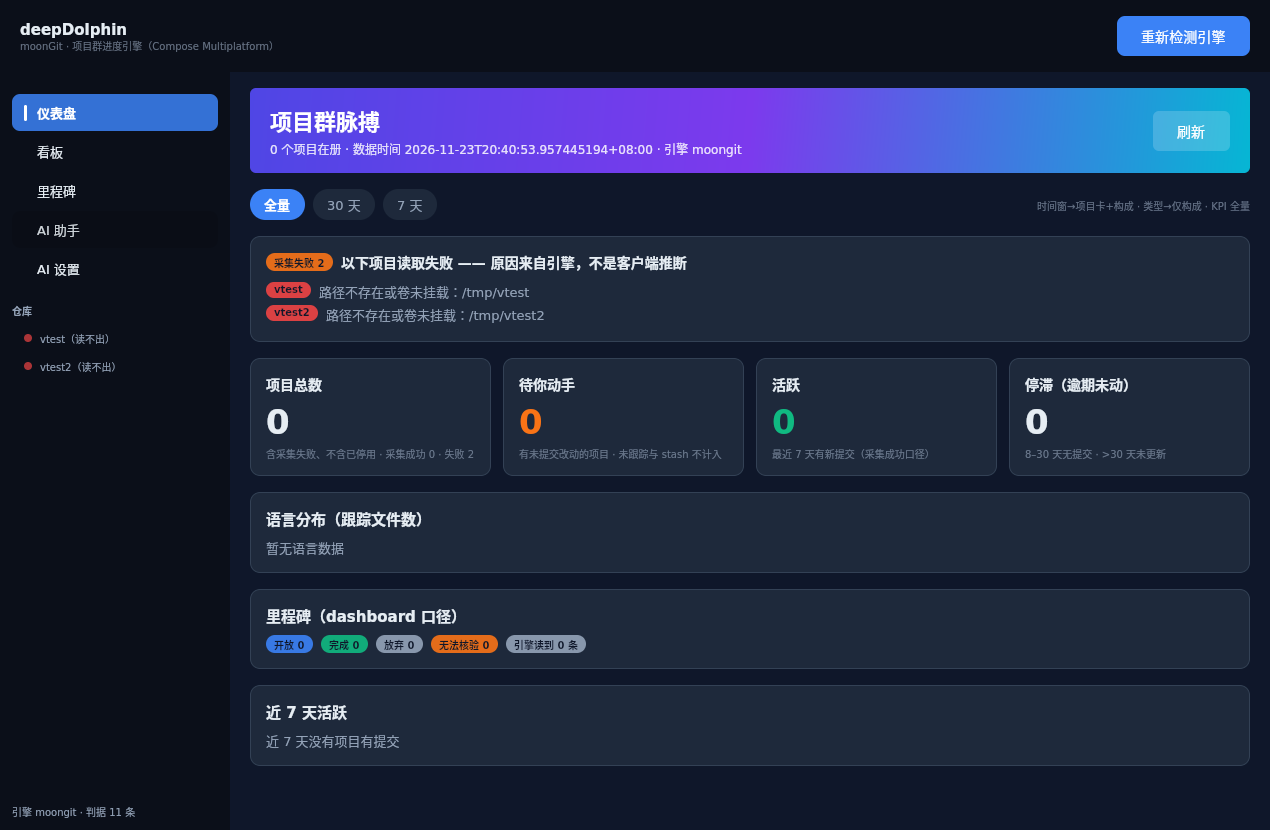 deepDolphin
moonGit · 项目群进度引擎（Compose Multiplatform）
重新检测引擎
仪表盘
看板
里程碑
AI 助手
AI 设置
仓库
vtest（读不出）
vtest2（读不出）
引擎 moongit · 判据 11 条
项目群脉搏
0 个项目在册 · 数据时间 2026-11-23T20:40:53.957445194+08:00 · 引擎 moongit
刷新
全量
30 天
7 天
时间窗→项目卡+构成 · 类型→仅构成 · KPI 全量
采集失败 2 以下项目读取失败 —— 原因来自引擎，不是客户端推断
vtest 路径不存在或卷未挂载：/tmp/vtest
vtest2 路径不存在或卷未挂载：/tmp/vtest2
项目总数
0
含采集失败、不含已停用 · 采集成功 0 · 失败 2
待你动手
0
有未提交改动的项目 · 未跟踪与 stash 不计入
活跃
0
最近 7 天有新提交（采集成功口径）
停滞（逾期未动）
0
8–30 天无提交 · >30 天未更新
语言分布（跟踪文件数）
暂无语言数据
里程碑（dashboard 口径）
开放 0 完成 0 放弃 0 无法核验 0 引擎读到 0 条
近 7 天活跃
近 7 天没有项目有提交